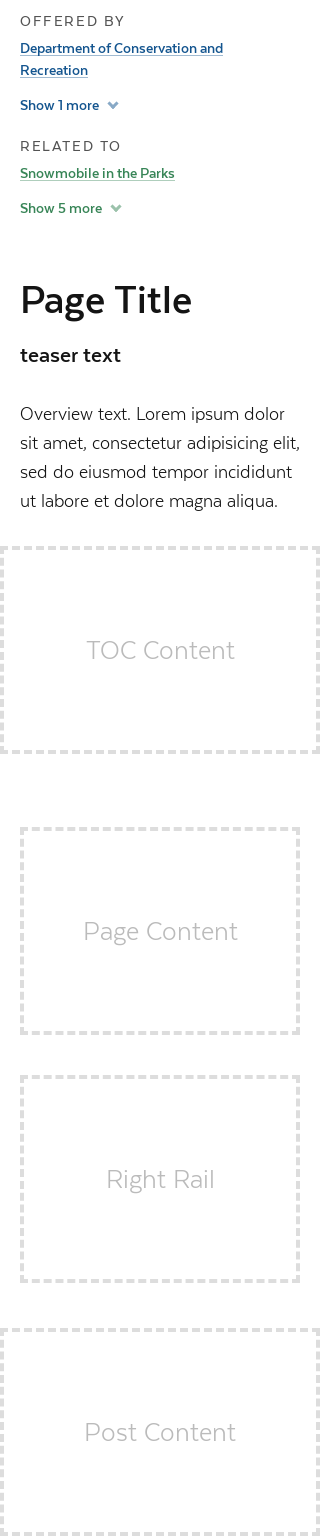 OFFERED BY
Department of Conservation and
Recreation
Show 1 more
RELATED TO
Snowmobile in the Parks
Show 5 more
Page Title
teaser text
Overview text. Lorem ipsum dolor
sit amet, consectetur adipisicing elit,
sed do eiusmod tempor incididunt
ut labore et dolore magna aliqua.
TOC Content
Page Content
Right Rail
Post Content